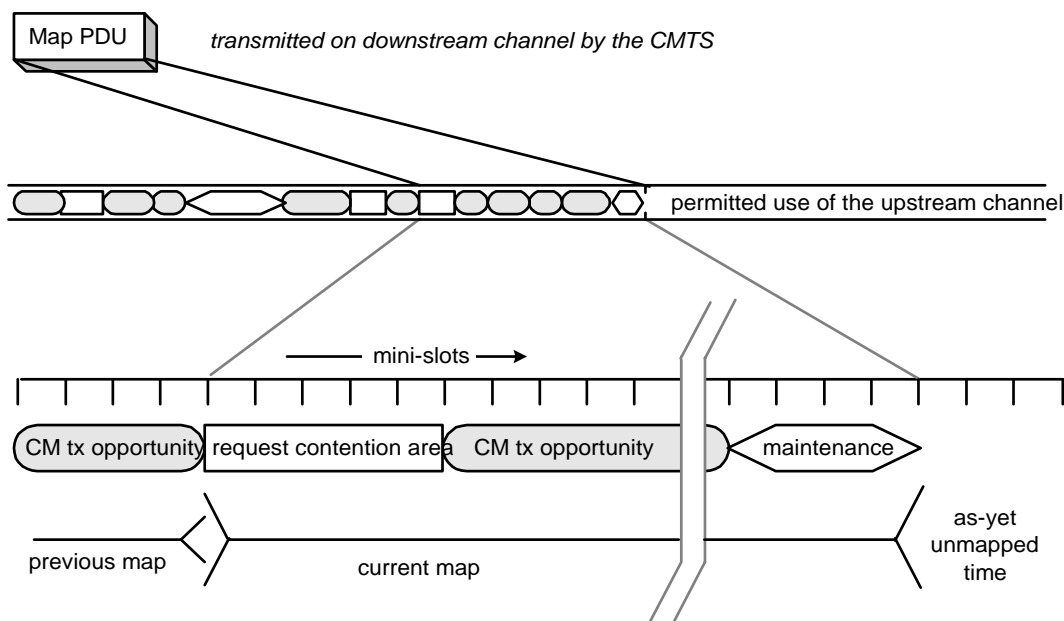 Map PDU
transmitted on downstream channel by the CMTS
permitted use of the upstream channel
mini-slots
CM tx opportunity
request contention area
CM tx opportunity
maintenance
previous map
current map
as-yet
unmapped
time